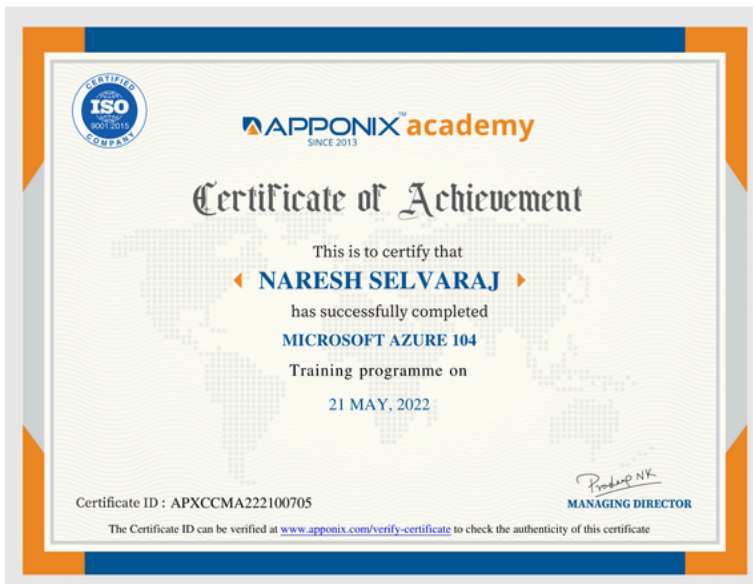 CERTIFIED
ISO
9001:2015
COMPANY
APPONIX™ academy
SINCE 2013
Certificate of Achievement
This is to certify that
NARESH SELVARAJ
has successfully completed
MICROSOFT AZURE 104
Training programme on
21 MAY, 2022
Pradeep NK
Certificate ID : APXCCMA222100705
MANAGING DIRECTOR
The Certificate ID can be verified at www.apponix.com/verify-certificate to check the authenticity of this certificate